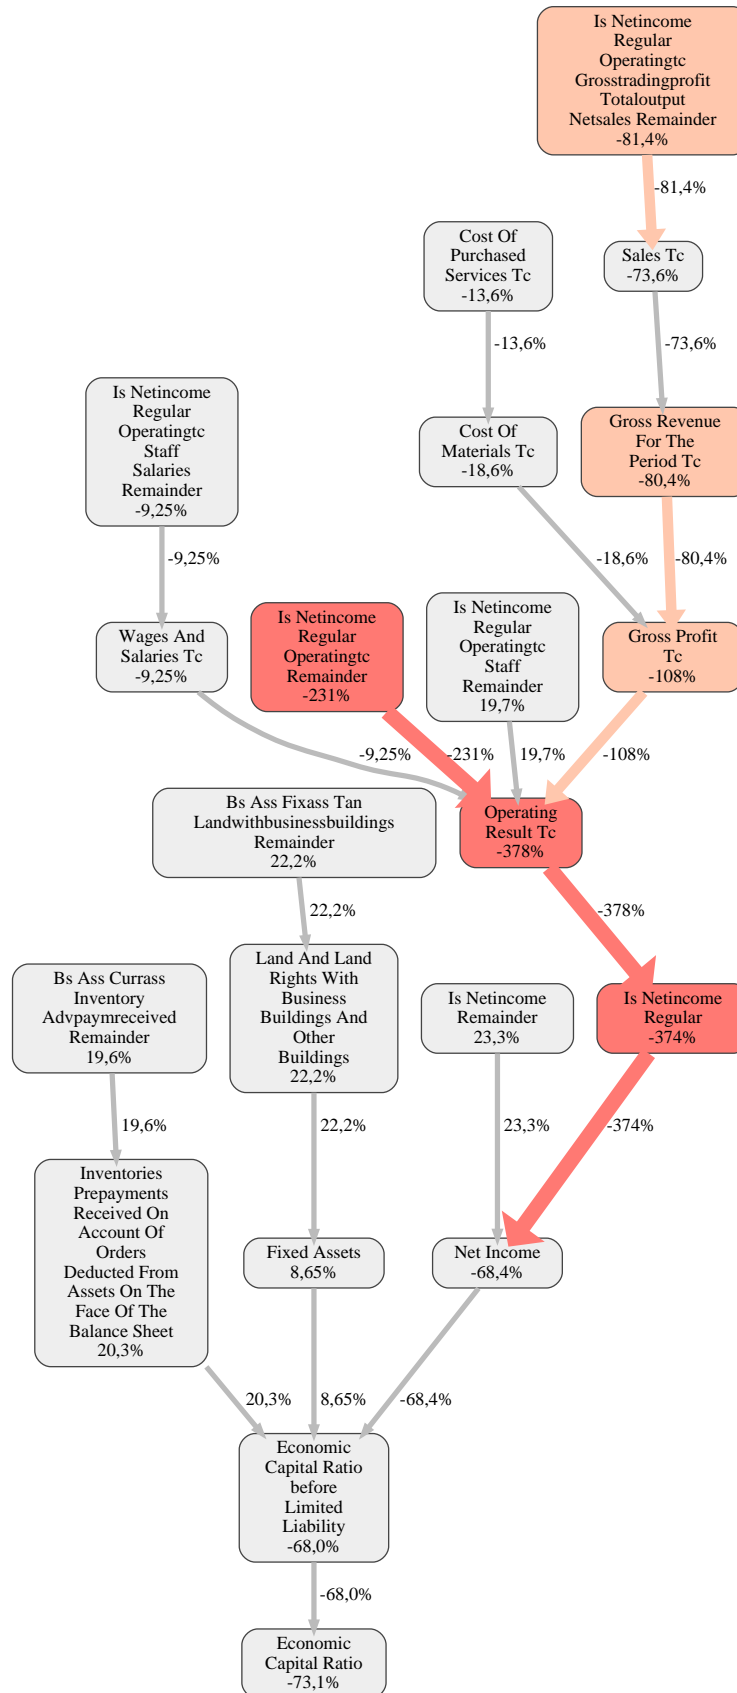 Is Netincome
Regular
Operatingtc
Grosstradingprofit
Totaloutput
Netsales Remainder
-81,4%
-81,4%
Cost Of
Purchased
Services Tc
-13,6%
Sales Tc
-73,6%
-13,6%
-73,6%
Is Netincome
Regular
Operatingtc
Staff
Salaries
Remainder
-9,25%
Cost Of
Materials Tc
-18,6%
Gross Revenue
For The
Period Tc
-80,4%
-9,25%
-18,6%
-80,4%
Wages And
Salaries Tc
-9,25%
Is Netincome
Regular
Operatingtc
Remainder
-231%
Is Netincome
Regular
Operatingtc
Staff
Remainder
19,7%
Gross Profit
Tc
-108%
-9,25%
-231%
19,7%
-108%
Bs Ass Fixass Tan
Landwithbusinessbuildings
Remainder
22,2%
Operating
Result Tc
-378%
22,2%
-378%
Bs Ass Currass
Inventory
Advpaymreceived
Remainder
19,6%
Land And Land
Rights With
Business
Buildings And
Other
Buildings
22,2%
Is Netincome
Remainder
23,3%
Is Netincome
Regular
-374%
19,6%
22,2%
23,3%
-374%
Inventories
Prepayments
Received On
Account Of
Orders
Deducted From
Assets On The
Face Of The
Balance Sheet
20,3%
Fixed Assets
8,65%
Net Income
-68,4%
20,3%
8,65%
-68,4%
Economic
Capital Ratio
before
Limited
Liability
-68,0%
-68,0%
Economic
Capital Ratio
-73,1%